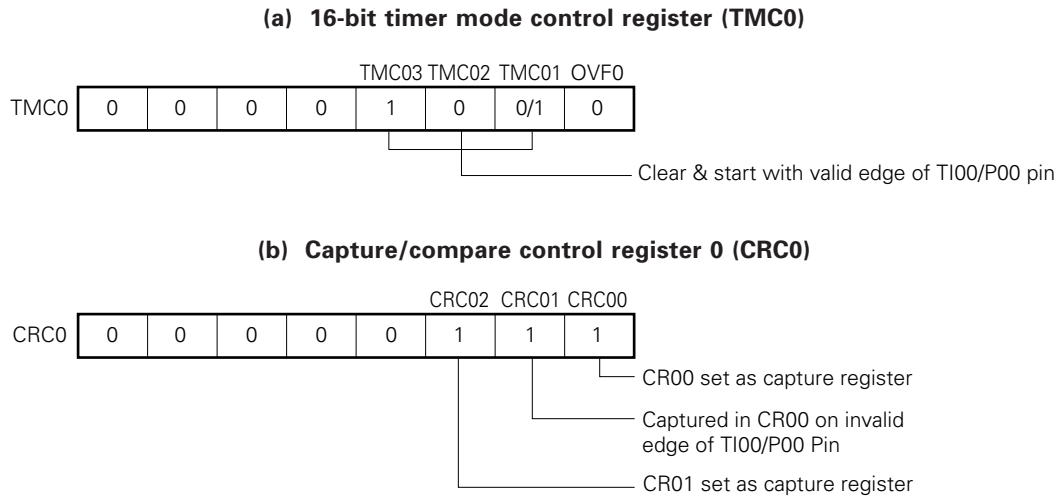 (a) 16-bit timer mode control register (TMC0)
TMC03 TMC02 TMC01 OVF0
TMC0 0 0 0 0 1 0 0/1 0
Clear & start with valid edge of TI00/P00 pin
(b) Capture/compare control register 0 (CRC0)
CRC02 CRC01 CRC00
CRC0 0 0 0 0 0 1 1 1
CR00 set as capture register
Captured in CR00 on invalid
edge of TI00/P00 Pin
CR01 set as capture register